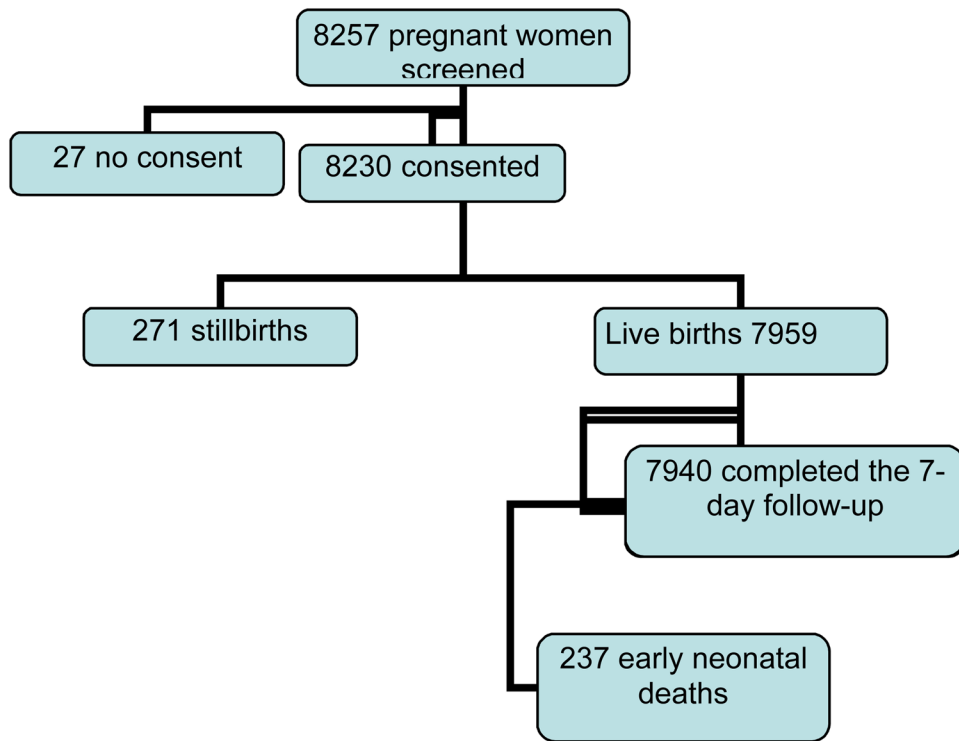 8257 pregnant women
screened
27 no consent
8230 consented
271 stillbirths
Live births 7959
7940 completed the 7-
day follow-up
237 early neonatal
deaths